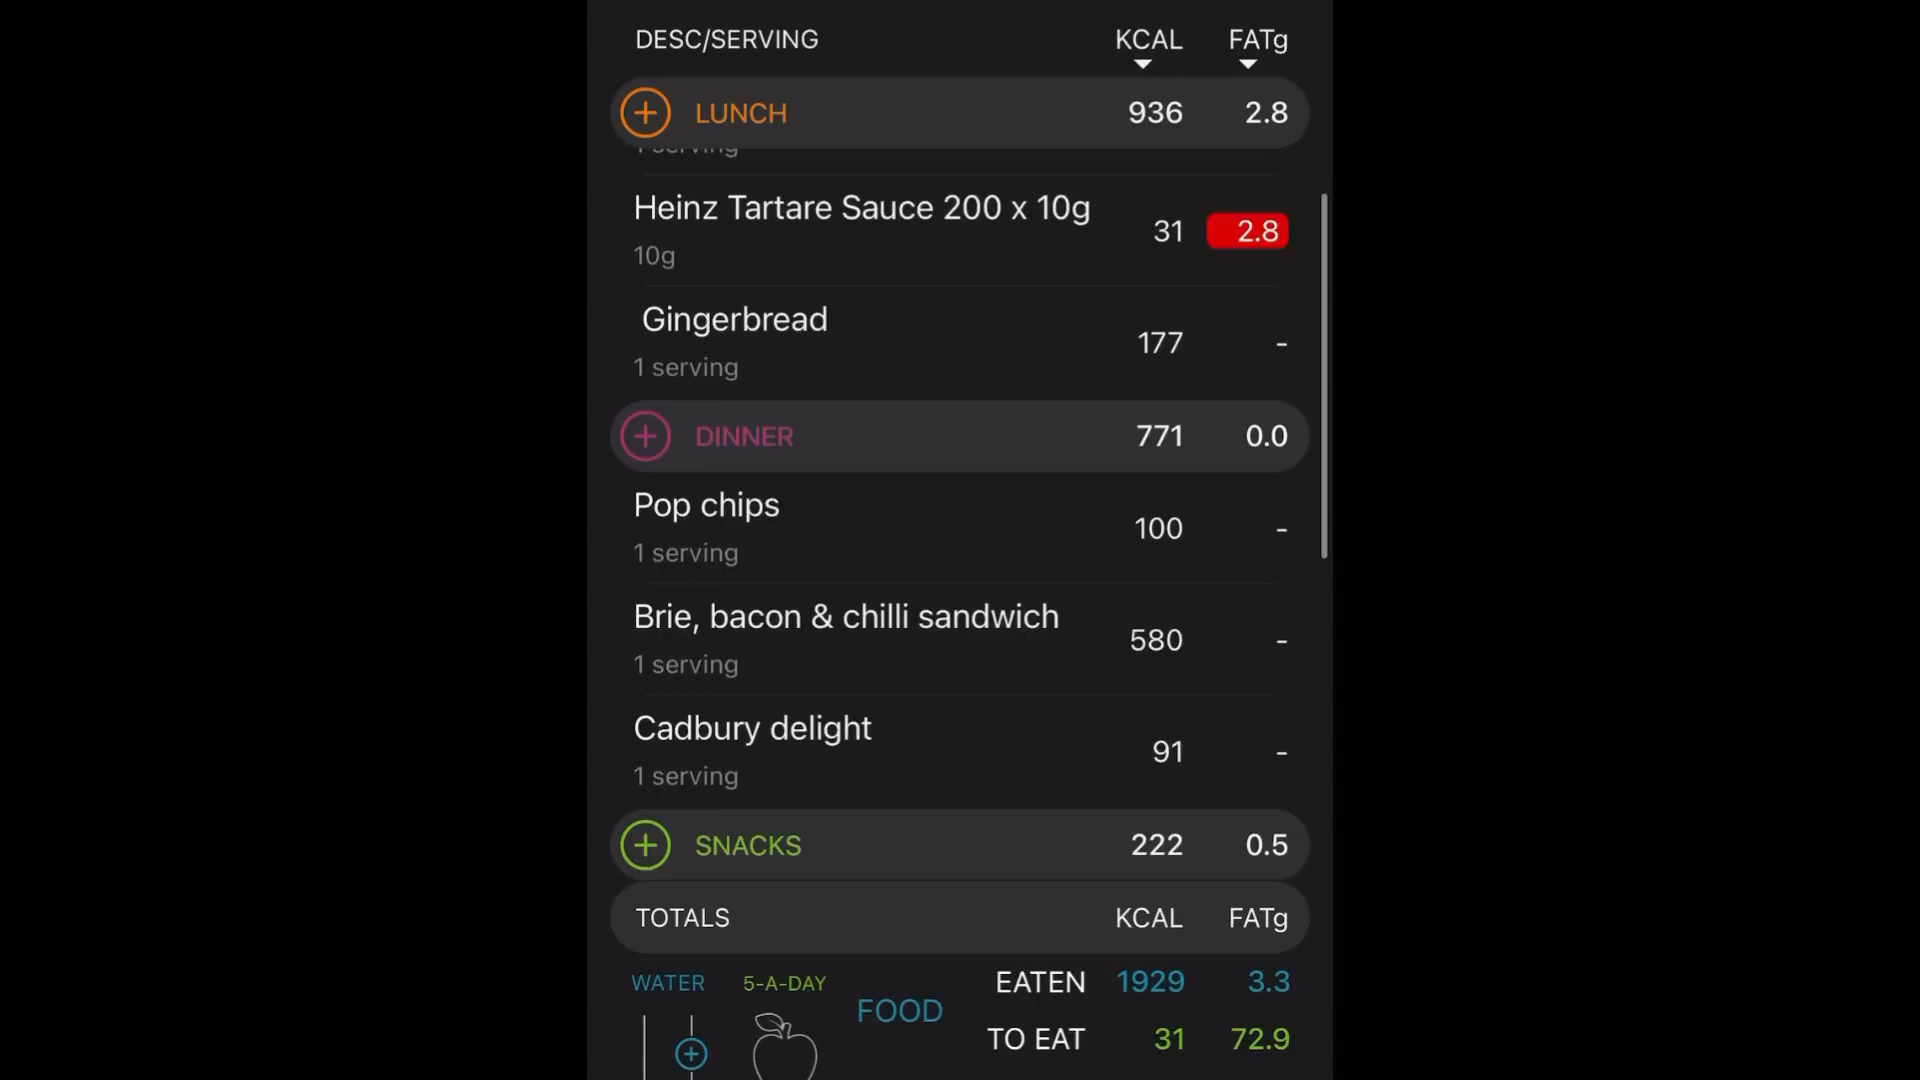 DESC/SERVING KCAL FATg
LUNCH 936 2.8
1 serving
Heinz Tartare Sauce 200 x 10g 31 2.8
10g
Gingerbread 177 -
1 serving
DINNER 771 0.0
Pop chips 100 -
1 serving
Brie, bacon & chilli sandwich 580 -
1 serving
Cadbury delight 91 -
1 serving
SNACKS 222 0.5
TOTALS KCAL FATg
WATER 5-A-DAY FOOD EATEN 1929 3.3
TO EAT 31 72.9